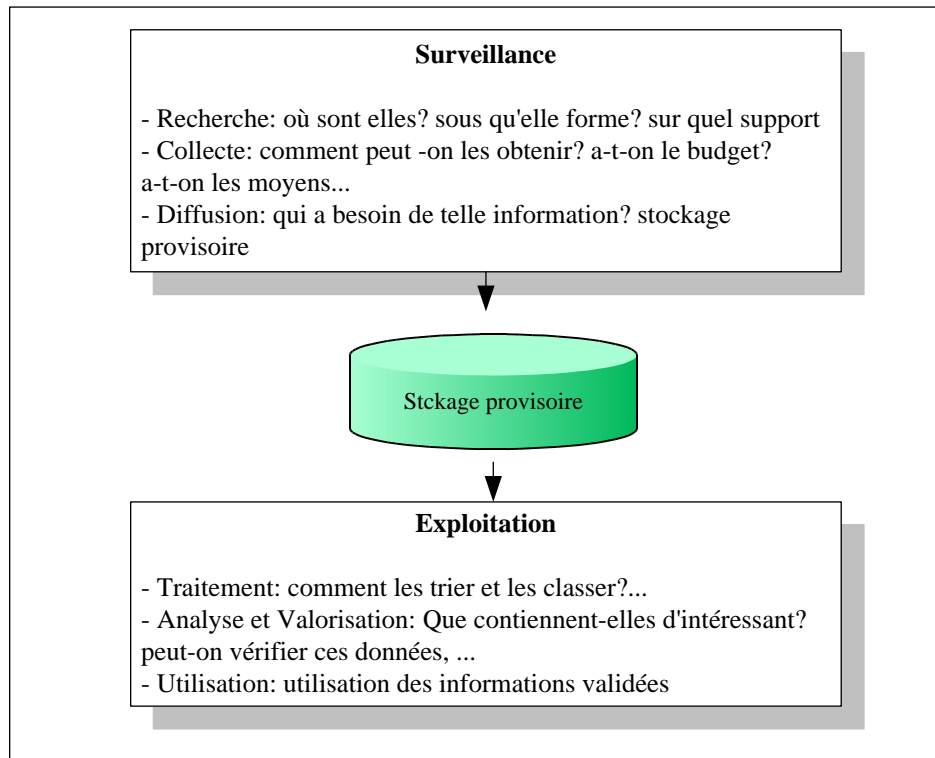 Surveillance
- Recherche: où sont elles? sous qu'elle forme? sur quel support
- Collecte: comment peut -on les obtenir? a-t-on le budget?
a-t-on les moyens...
- Diffusion: qui a besoin de telle information? stockage
provisoire
Stckage provisoire
Exploitation
- Traitement: comment les trier et les classer?...
- Analyse et Valorisation: Que contiennent-elles d'intéressant?
peut-on vérifier ces données, ...
- Utilisation: utilisation des informations validées